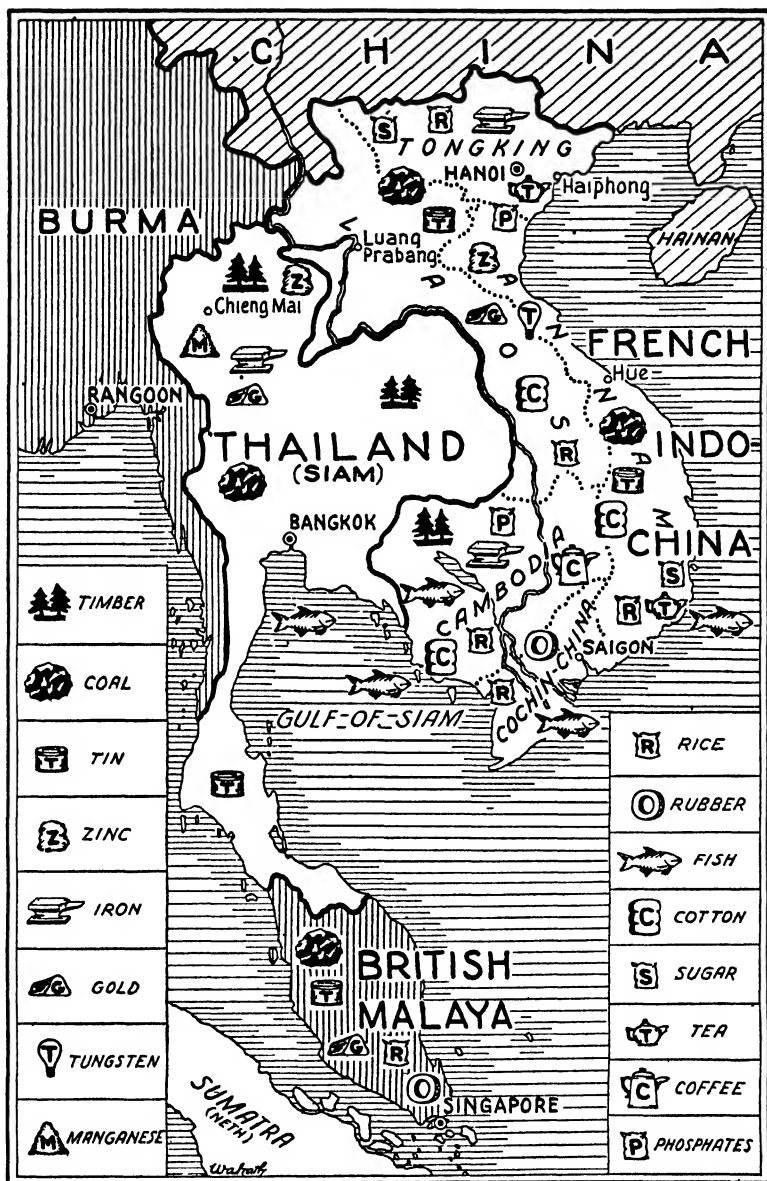 CHINA
S
R
TONGKING
HANOI
T
Haiphong
BURMA
T
P
HAINAN
Luang
Prabang
LAOS
Z
ANNAM
Z
Chieng Mai
G
T
FRENCH
M
G
C
Hue
RANGOON
THAILAND
(SIAM)
R
INDO-
T
BANGKOK
P
C
CHINA
C
S
CAMBODIA
R
T
C
R
SAIGON
R
COCHIN-CHINA
GULF-OF-SIAM
T
BRITISH
T
MALAYA
G
R
SINGAPORE
SUMATRA
(NETH)
TIMBER
COAL
T TIN
Z ZINC
IRON
G GOLD
T TUNGSTEN
M MANGANESE
R RICE
RUBBER
FISH
C COTTON
S SUGAR
T TEA
C COFFEE
P PHOSPHATES